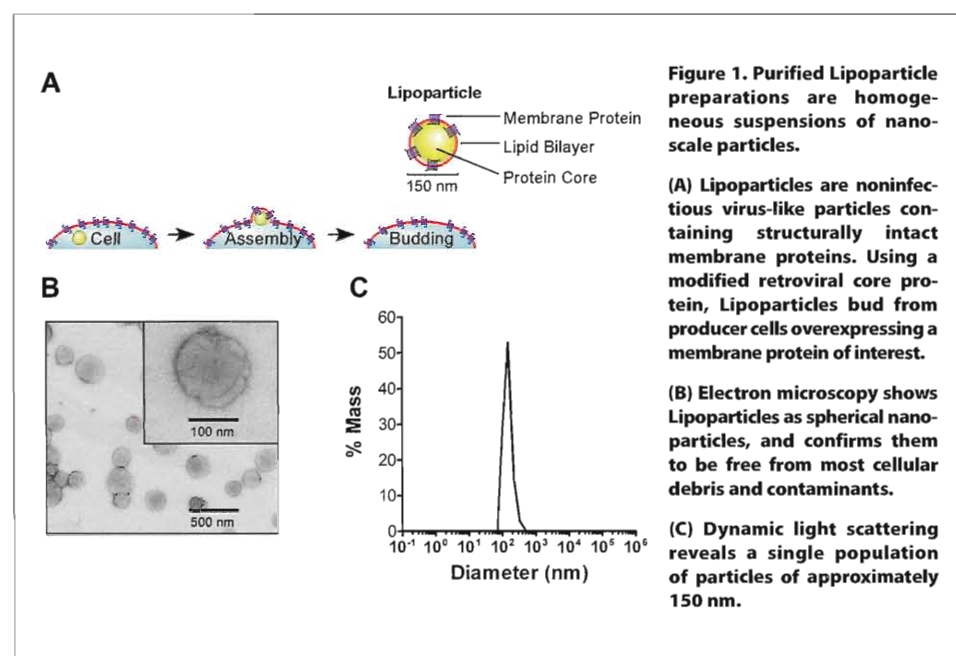 A
Lipoparticle
Membrane Protein
Lipid Bilayer
Protein Core
150 nm
Cell
Assembly
Budding
B
100 nm
500 nm
C
% Mass
60
50
40
30
20
10
0
10-1 100 101 102 103 104 105 106
Diameter (nm)
Figure 1. Purified Lipoparticle
preparations are homoge-
neous suspensions of nano-
scale particles.
(A) Lipoparticles are noninfec-
tious virus-like particles con-
taining structurally intact
membrane proteins. Using a
modified retroviral core pro-
tein, Lipoparticles bud from
producer cells overexpressing a
membrane protein of interest.
(B) Electron microscopy shows
Lipoparticles as spherical nano-
particles, and confirms them
to be free from most cellular
debris and contaminants.
(C) Dynamic light scattering
reveals a single population
of particles of approximately
150 nm.